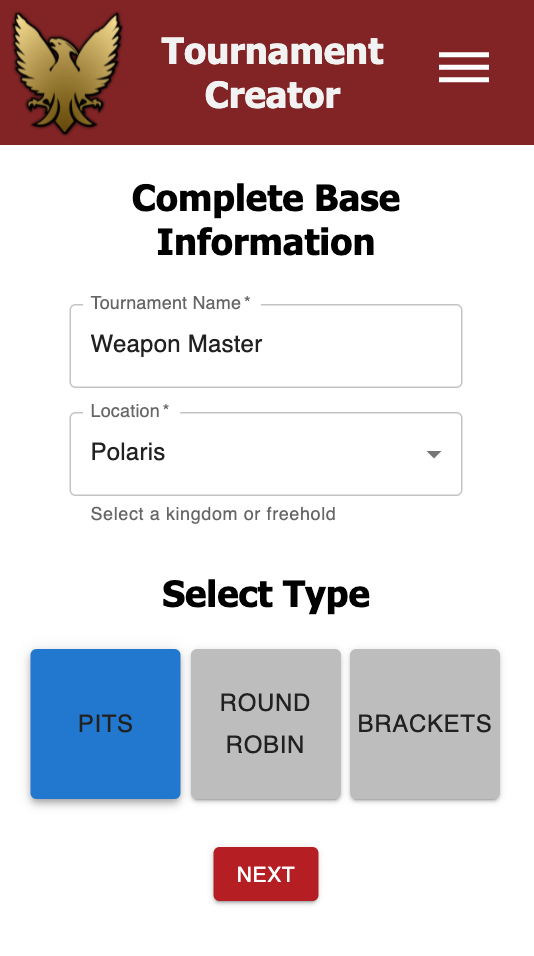 Tournament
Creator
Complete Base
Information
Tournament Name *
Weapon Master
Location *
Polaris
Select a kingdom or freehold
Select Type
PITS
ROUND
ROBIN
BRACKETS
NEXT